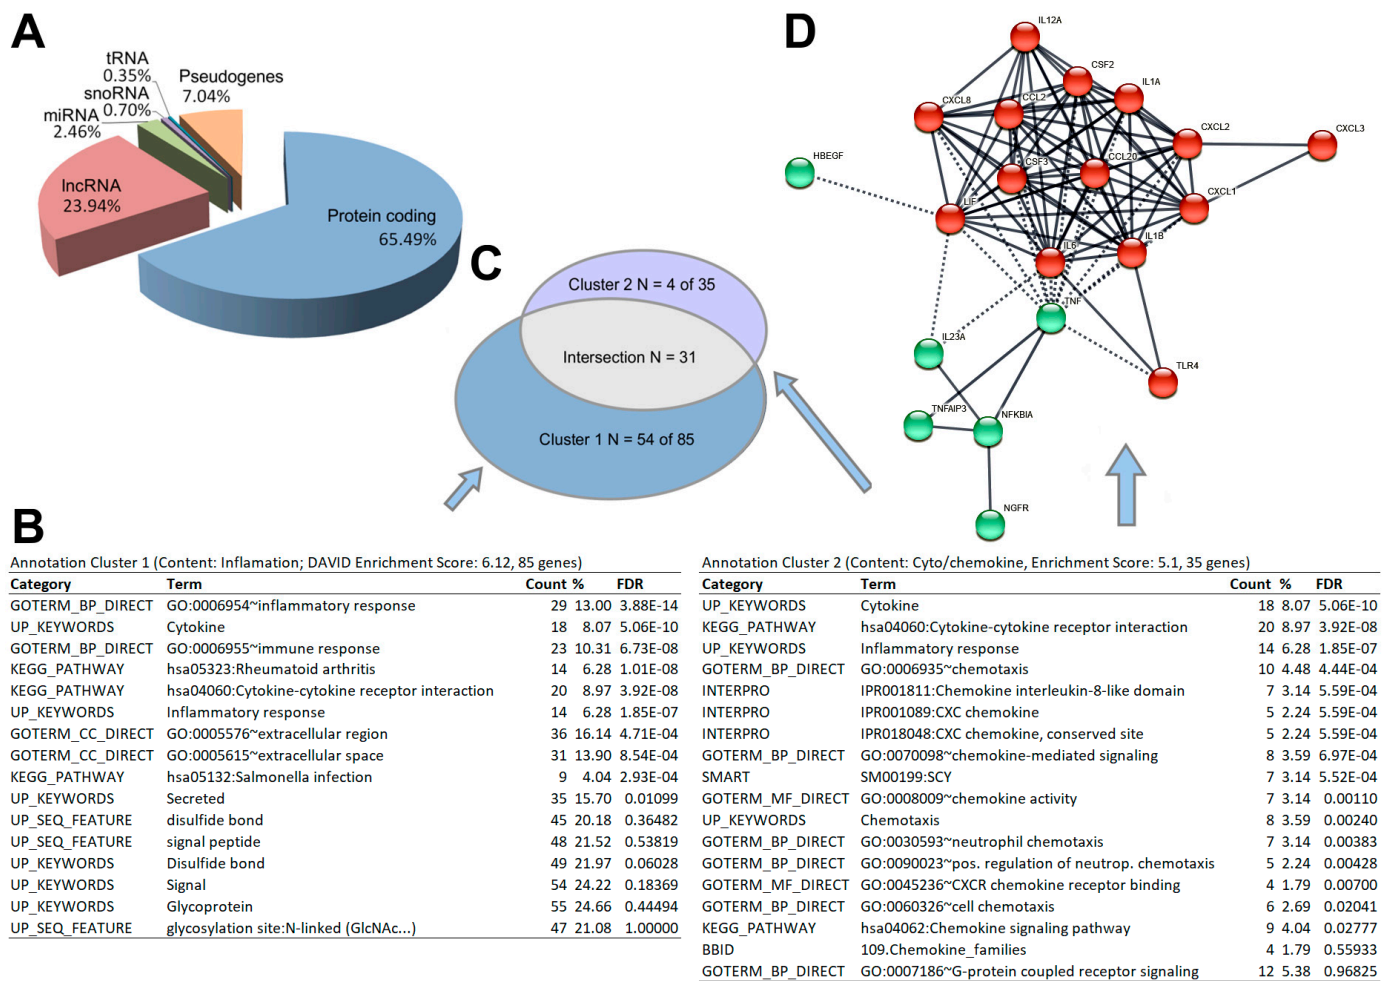 A
tRNA
0.35%
snoRNA
0.70%
miRNA
2.46%
Pseudogenes
7.04%
lncRNA
23.94%
Protein coding
65.49%
C
Cluster 2 N = 4 of 35
Intersection N = 31
Cluster 1 N = 54 of 85
D
IL12A
CSF2
IL1A
CXCL8
CCL2
CXCL2
CXCL3
HBEGF
CSF3
CCL20
LIF
CXCL1
IL6
IL1B
TNF
IL23A
TLR4
TNFAIP3
NFKBIA
NGFR
B
Annotation Cluster 1 (Content: Inflamation; DAVID Enrichment Score: 6.12, 85 genes)
Category Term Count % FDR
GOTERM_BP_DIRECT GO:0006954~inflammatory response 29 13.00 3.88E-14
UP_KEYWORDS Cytokine 18 8.07 5.06E-10
GOTERM_BP_DIRECT GO:0006955~immune response 23 10.31 6.73E-08
KEGG_PATHWAY hsa05323:Rheumatoid arthritis 14 6.28 1.01E-08
KEGG_PATHWAY hsa04060:Cytokine-cytokine receptor interaction 20 8.97 3.92E-08
UP_KEYWORDS Inflammatory response 14 6.28 1.85E-07
GOTERM_CC_DIRECT GO:0005576~extracellular region 36 16.14 4.71E-04
GOTERM_CC_DIRECT GO:0005615~extracellular space 31 13.90 8.54E-04
KEGG_PATHWAY hsa05132:Salmonella infection 9 4.04 2.93E-04
UP_KEYWORDS Secreted 35 15.70 0.01099
UP_SEQ_FEATURE disulfide bond 45 20.18 0.36482
UP_SEQ_FEATURE signal peptide 48 21.52 0.53819
UP_KEYWORDS Disulfide bond 49 21.97 0.06028
UP_KEYWORDS Signal 54 24.22 0.18369
UP_KEYWORDS Glycoprotein 55 24.66 0.44494
UP_SEQ_FEATURE glycosylation site:N-linked (GlcNAc...) 47 21.08 1.00000
Annotation Cluster 2 (Content: Cyto/chemokine, Enrichment Score: 5.1, 35 genes)
Category Term Count % FDR
UP_KEYWORDS Cytokine 18 8.07 5.06E-10
KEGG_PATHWAY hsa04060:Cytokine-cytokine receptor interaction 20 8.97 3.92E-08
UP_KEYWORDS Inflammatory response 14 6.28 1.85E-07
GOTERM_BP_DIRECT GO:0006935~chemotaxis 10 4.48 4.44E-04
INTERPRO IPR001811:Chemokine interleukin-8-like domain 7 3.14 5.59E-04
INTERPRO IPR001089:CXC chemokine 5 2.24 5.59E-04
INTERPRO IPR018048:CXC chemokine, conserved site 5 2.24 5.59E-04
GOTERM_BP_DIRECT GO:0070098~chemokine-mediated signaling 8 3.59 6.97E-04
SMART SM00199:SCY 7 3.14 5.52E-04
GOTERM_MF_DIRECT GO:0008009~chemokine activity 7 3.14 0.00110
UP_KEYWORDS Chemotaxis 8 3.59 0.00240
GOTERM_BP_DIRECT GO:0030593~neutrophil chemotaxis 7 3.14 0.00383
GOTERM_BP_DIRECT GO:0090023~pos. regulation of neutrop. chemotaxis 5 2.24 0.00428
GOTERM_MF_DIRECT GO:0045236~CXCR chemokine receptor binding 4 1.79 0.00700
GOTERM_BP_DIRECT GO:0060326~cell chemotaxis 6 2.69 0.02041
KEGG_PATHWAY hsa04062:Chemokine signaling pathway 9 4.04 0.02777
BBID 109.Chemokine_families 4 1.79 0.55933
GOTERM_BP_DIRECT GO:0007186~G-protein coupled receptor signaling 12 5.38 0.96825